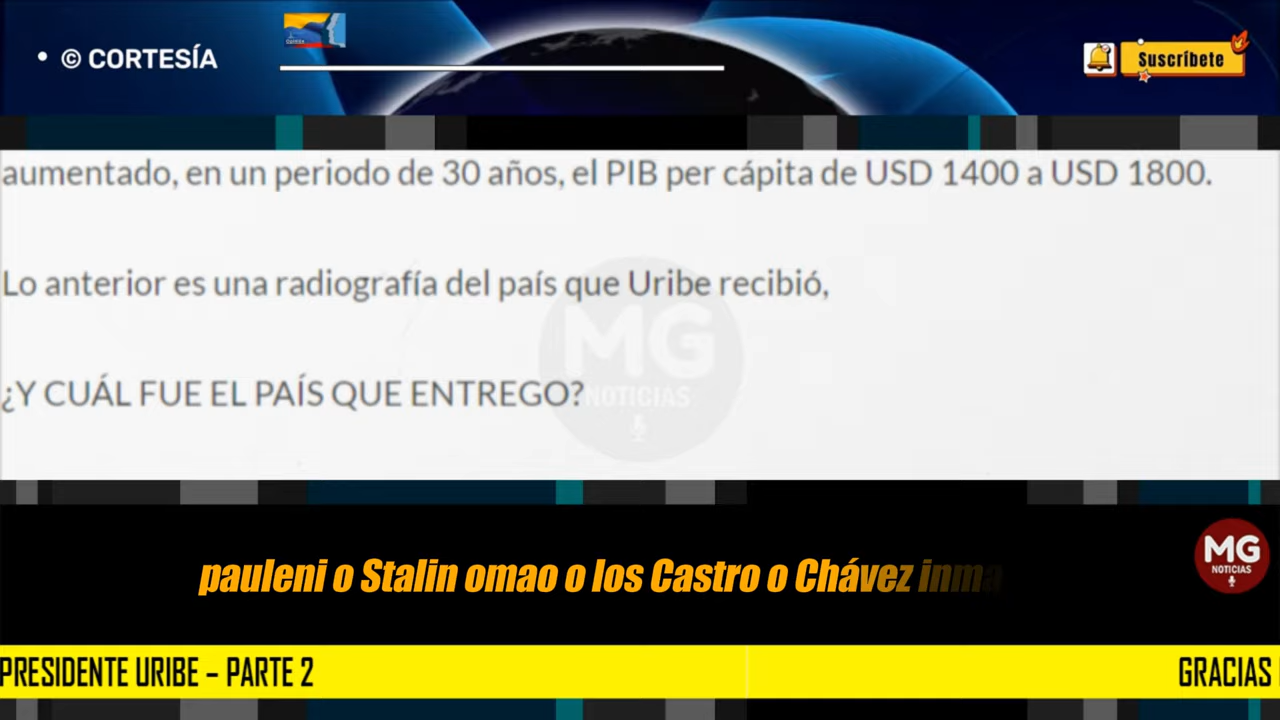 • © CORTESÍA
Suscríbete
aumentado, en un periodo de 30 años, el PIB per cápita de USD 1400 a USD 1800.
Lo anterior es una radiografía del país que Uribe recibió,
¿Y CUÁL FUE EL PAÍS QUE ENTREGO?
MG
NOTICIAS
pauleni o Stalin omao o los Castro o Chávez inma
MG
NOTICIAS
PRESIDENTE URIBE – PARTE 2
GRACIAS